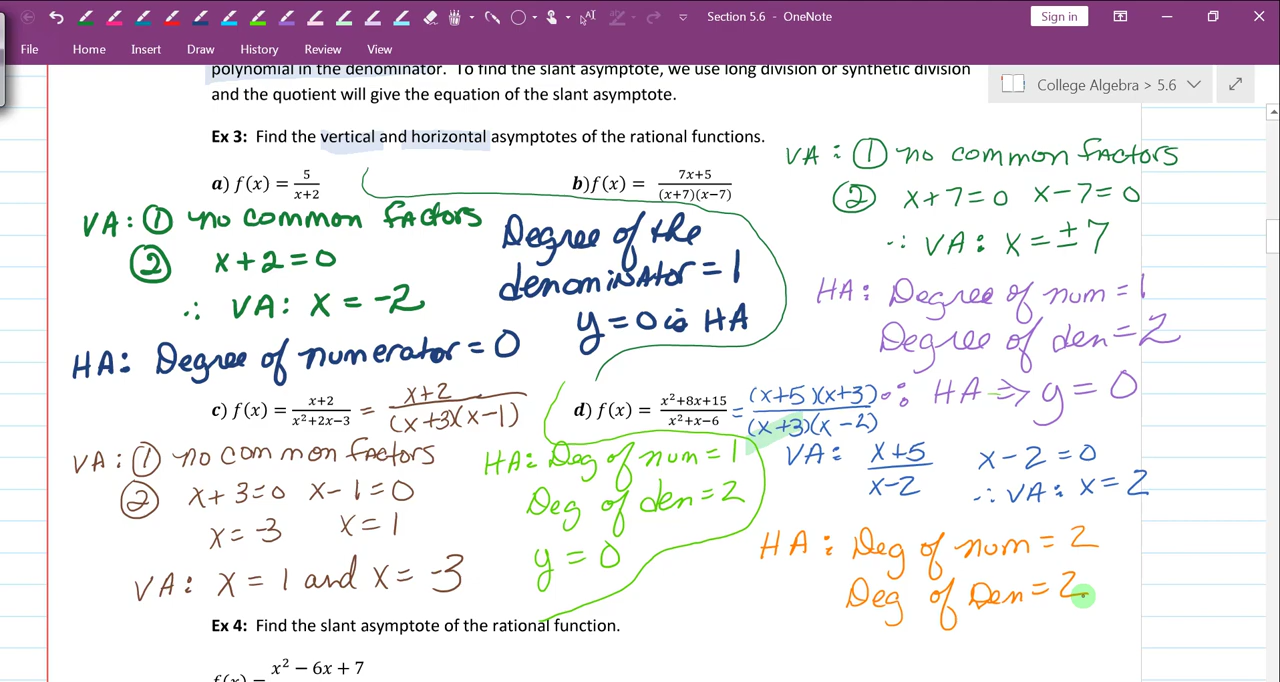 Section 5.6 - OneNote
Sign in
File Home Insert Draw History Review View
College Algebra > 5.6
polynomial in the denominator. To find the slant asymptote, we use long division or synthetic division
and the quotient will give the equation of the slant asymptote.
Ex 3: Find the vertical and horizontal asymptotes of the rational functions.
a) f(x) = 5/(x+2)
VA: ① no common factors
② x+2=0
∴ VA: x = -2
HA: Degree of numerator = 0
Degree of the
denominator = 1
y = 0 is HA
b) f(x) = (7x+5)/((x+7)(x−7))
VA: ① no common factors
② x+7=0 x-7=0
∴ VA: x = ±7
HA: Degree of num = 1
Degree of den = 2
∴ HA ⇒ y = 0
c) f(x) = (x+2)/(x²+2x−3) = (x+2)/((x+3)(x-1))
VA: ① no common factors
② x+3=0 x-1=0
x = -3 x = 1
VA: x = 1 and x = -3
HA: Deg of num = 1
Deg of den = 2
y = 0
d) f(x) = (x²+8x+15)/(x²+x−6) = ((x+5)(x+3))/((x+3)(x-2))
VA: (x+5)/(x-2) x-2=0
∴ VA: x = 2
HA: Deg of num = 2
Deg of Den = 2
Ex 4: Find the slant asymptote of the rational function.
x² − 6x + 7
f(x) =